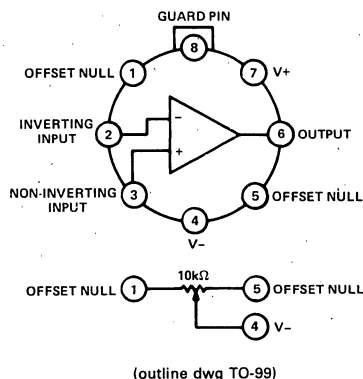 GUARD PIN
8
OFFSET NULL 1
7 V+
INVERTING INPUT 2
−
6 OUTPUT
+
NON-INVERTING INPUT 3
5 OFFSET NULL
4
V−
10kΩ
OFFSET NULL 1
5 OFFSET NULL
4 V−
(outline dwg TO-99)